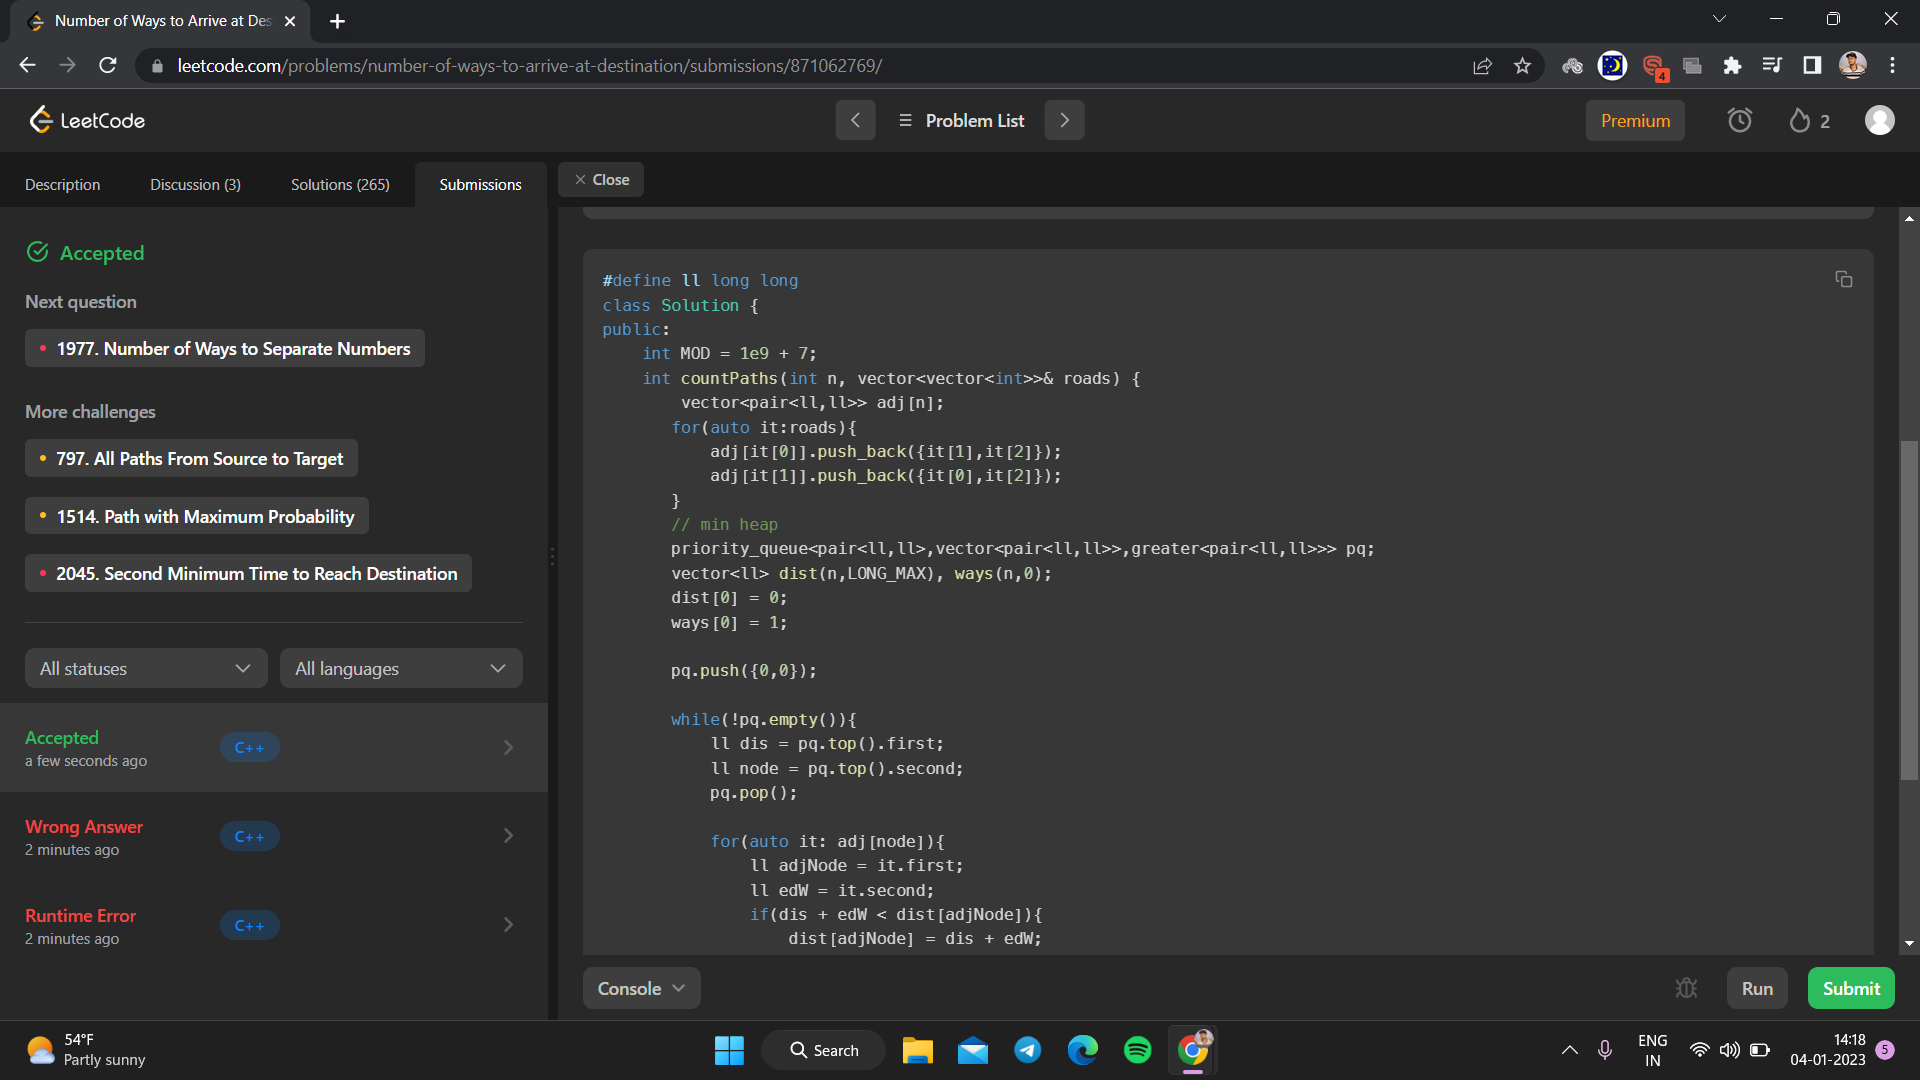 Number of Ways to Arrive at Des
leetcode.com/problems/number-of-ways-to-arrive-at-destination/submissions/871062769/
4
LeetCode
Problem List
Premium
2
Description
Discussion (3)
Solutions (265)
Submissions
Close
Accepted
Next question
1977. Number of Ways to Separate Numbers
More challenges
797. All Paths From Source to Target
1514. Path with Maximum Probability
2045. Second Minimum Time to Reach Destination
All statuses
All languages
Accepted
a few seconds ago
C++
Wrong Answer
2 minutes ago
C++
Runtime Error
2 minutes ago
C++
#define ll long long
class Solution {
public:
    int MOD = 1e9 + 7;
    int countPaths(int n, vector<vector<int>>& roads) {
        vector<pair<ll,ll>> adj[n];
       for(auto it:roads){
           adj[it[0]].push_back({it[1],it[2]});
           adj[it[1]].push_back({it[0],it[2]});
       }
       // min heap
       priority_queue<pair<ll,ll>,vector<pair<ll,ll>>,greater<pair<ll,ll>>> pq;
       vector<ll> dist(n,LONG_MAX), ways(n,0);
       dist[0] = 0;
       ways[0] = 1;
       pq.push({0,0});
       while(!pq.empty()){
           ll dis = pq.top().first;
           ll node = pq.top().second;
           pq.pop();
           for(auto it: adj[node]){
               ll adjNode = it.first;
               ll edW = it.second;
               if(dis + edW < dist[adjNode]){
                   dist[adjNode] = dis + edW;
Console
Run
Submit
54°F
Partly sunny
Search
ENG
IN
14:18
04-01-2023
5